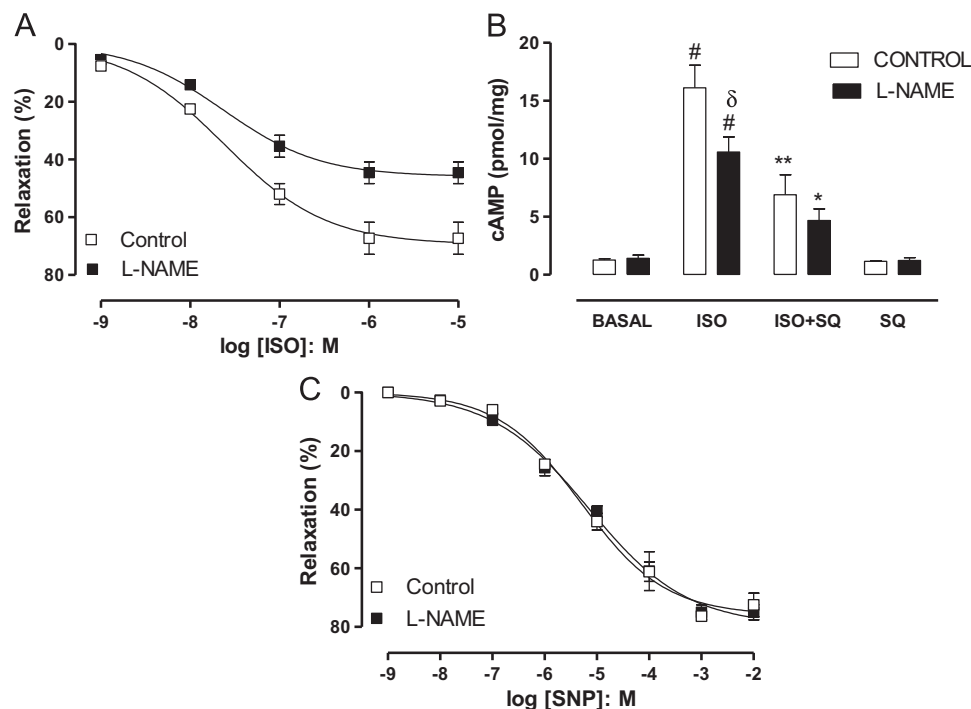 A
0
20
40
60
80
Relaxation (%)
Control
L-NAME
-9
-8
-7
-6
-5
log [ISO]: M
B
20
15
10
5
0
cAMP (pmol/mg)
CONTROL
L-NAME
#
δ
#
**
*
BASAL
ISO
ISO+SQ
SQ
C
0
20
40
60
80
Relaxation (%)
Control
L-NAME
-9
-8
-7
-6
-5
-4
-3
-2
log [SNP]: M